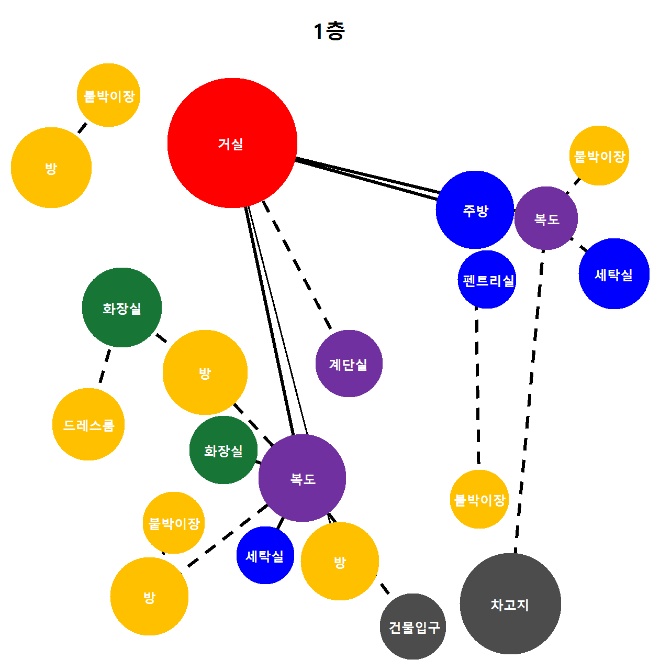 1층
붙박이장
거실
방
붙박이장
주방
복도
펜트리실
세탁실
화장실
계단실
방
드레스룸
화장실
복도
붙박이장
붙박이장
세탁실
방
방
차고지
건물입구